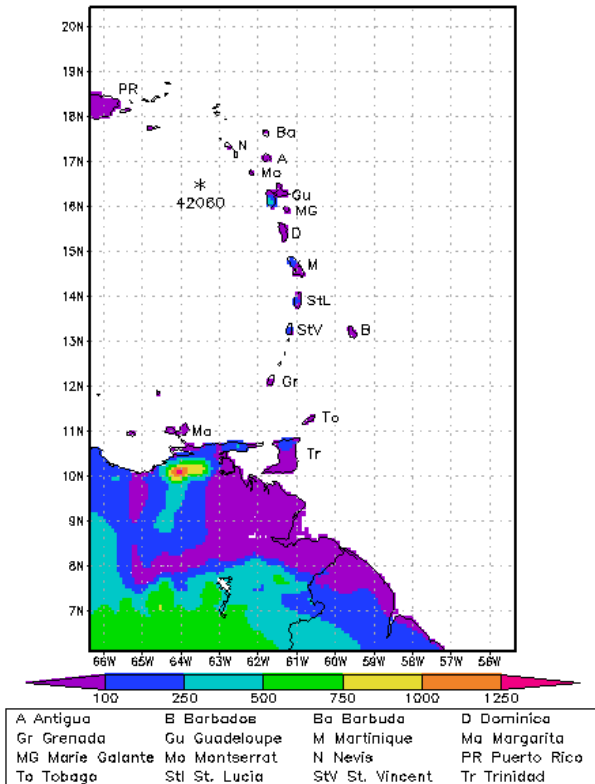 20N
19N
PR
18N
Ba
N
17N
A
Mo
Gu
16N
42060
MG
15N
D
M
14N
StL
StV
B
13N
12N
Gr
To
11N
Ma
Tr
10N
9N
8N
7N
66W 65W 64W 63W 62W 61W 60W 59W 58W 57W 56W
100 250 500 750 1000 1250
A Antigua B Barbados Ba Barbuda D Dominica
Gr Grenada Gu Guadeloupe M Martinique Ma Margarita
MG Marie Galante Mo Montserrat N Nevis PR Puerto Rico
To Tobago Stl St. Lucia StV St. Vincent Tr Trinidad